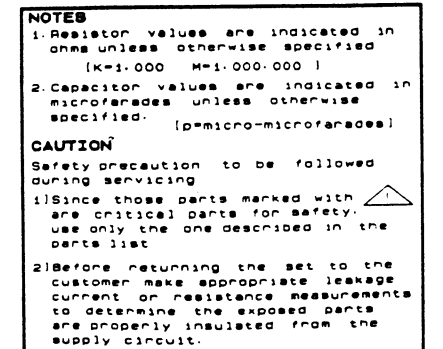 NOTES
1. Resistor values are indicated in
ohms unless otherwise specified
[K=1.000 M=1.000.000 ]
2. Capacitor values are indicated in
microfarades unless otherwise
specified.
[p=micro-microfarades]
CAUTION
Safety precaution to be followed
during servicing
1]Since those parts marked with !
are critical parts for safety.
use only the one described in the
parts list
2]Before returning the set to the
customer make appropriate leakage
current or resistance measurements
to determine the exposed parts
are properly insulated from the
supply circuit.